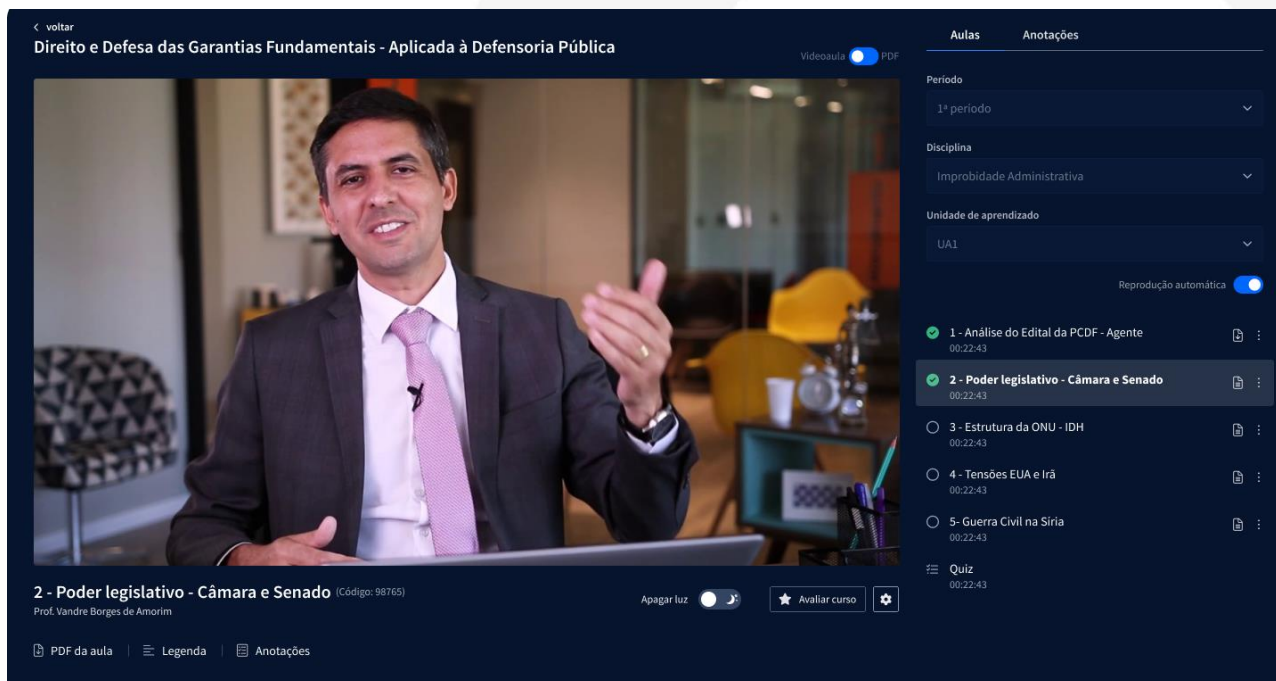 voltar
Direito e Defesa das Garantias Fundamentais - Aplicada à Defensoria Pública
Videoaula PDF
Aulas Anotações
Período
1ª período
Disciplina
Improbidade Administrativa
Unidade de aprendizado
UA1
Reprodução automática
1 - Análise do Edital da PCDF - Agente
00:22:43
2 - Poder legislativo - Câmara e Senado
00:22:43
3 - Estrutura da ONU - IDH
00:22:43
4 - Tensões EUA e Irã
00:22:43
5- Guerra Civil na Síria
00:22:43
Quiz
00:22:43
2 - Poder legislativo - Câmara e Senado (Código: 98765)
Prof. Vandre Borges de Amorim
Apagar luz
Avaliar curso
PDF da aula
Legenda
Anotações